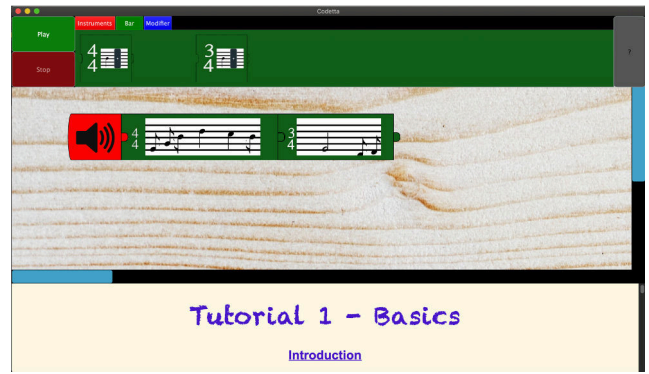 Codetta
Play
Instruments Bar Modifier
4
4
3
4
Stop
?
4
4
3
4
Tutorial 1 - Basics
Introduction